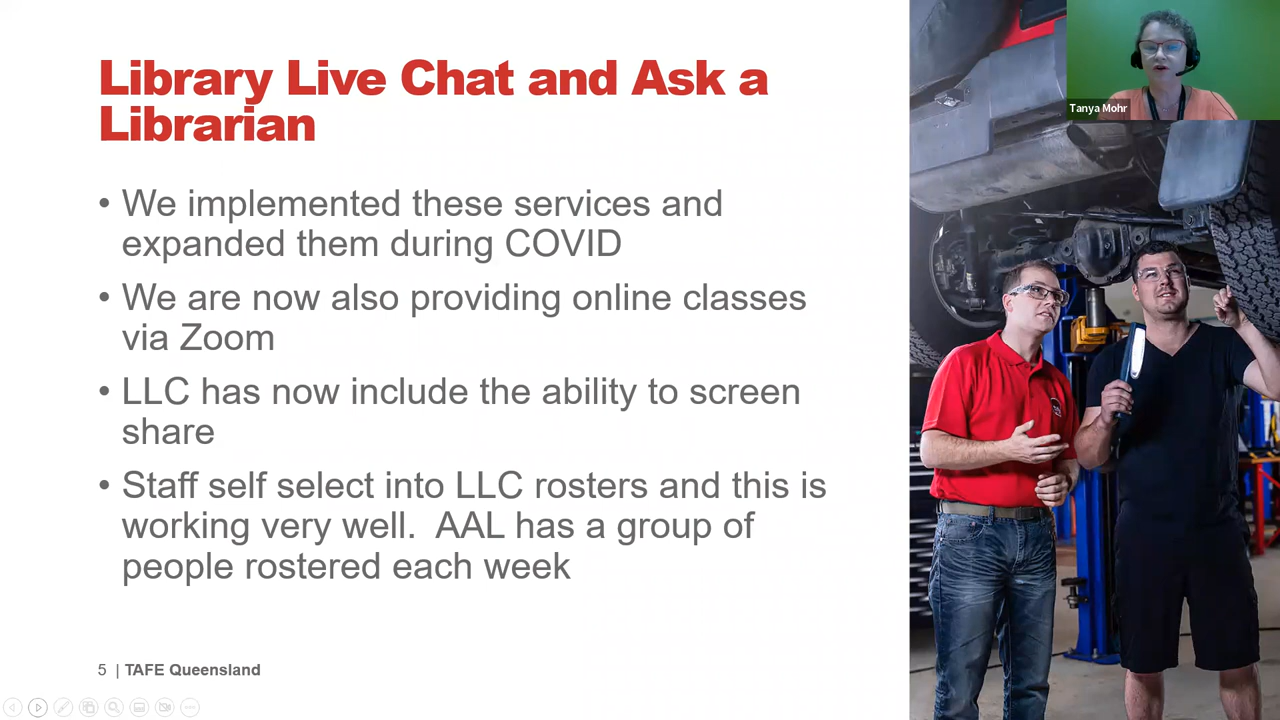 Library Live Chat and Ask a
Librarian
• We implemented these services and
expanded them during COVID
• We are now also providing online classes
via Zoom
• LLC has now include the ability to screen
share
• Staff self select into LLC rosters and this is
working very well.  AAL has a group of
people rostered each week
5 | TAFE Queensland
Tanya Mohr